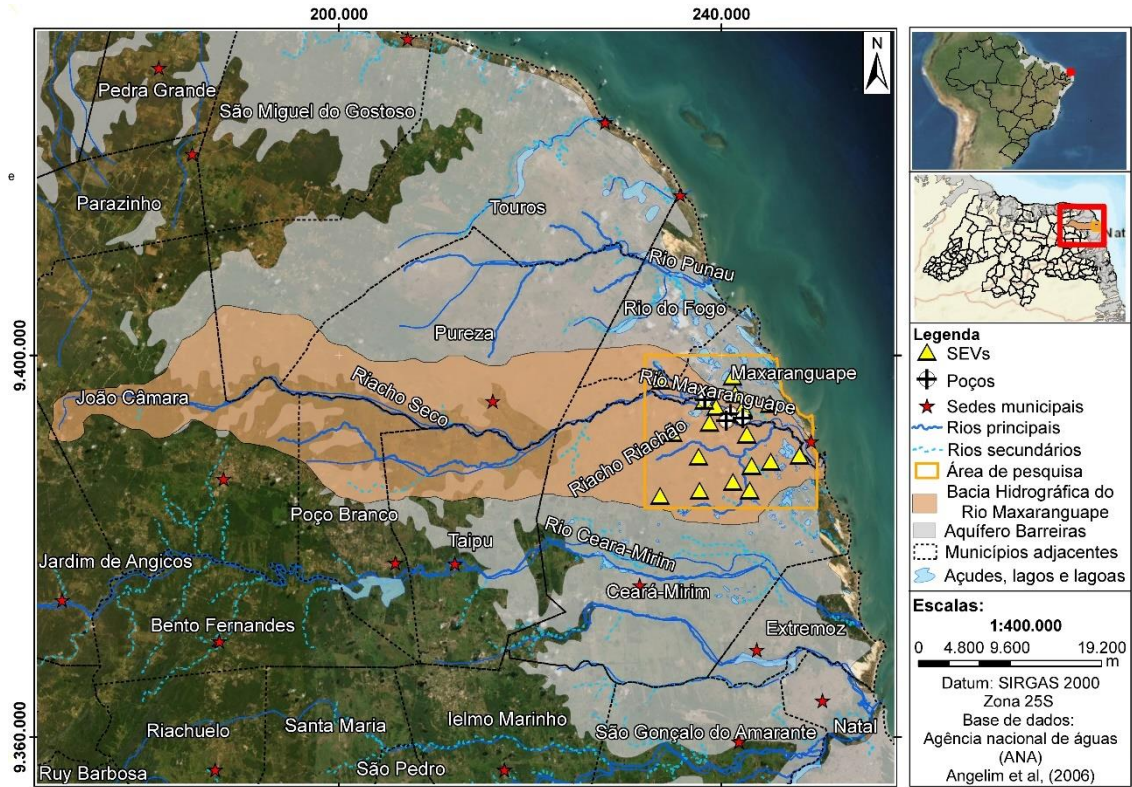 200.000
240.000
N
Pedra Grande
São Miguel do Gostoso
e
Parazinho
Touros
Rio Punau
Rio do Fogo
Pureza
9.400.000
Maxaranguape
Riacho Seco
Rio Maxaranguape
João Câmara
Riacho Riachão
Poço Branco
Taipu
Rio Ceara-Mirim
Jardim de Angicos
Ceará-Mirim
Bento Fernandes
Extremoz
Riachuelo
Santa Maria
Ielmo Marinho
São Gonçalo do Amarante
Natal
9.360.000
Ruy Barbosa
São Pedro
Nat
Legenda
SEVs
Poços
Sedes municipais
Rios principais
Rios secundários
Área de pesquisa
Bacia Hidrográfica do
Rio Maxaranguape
Aquífero Barreiras
Municípios adjacentes
Açudes, lagos e lagoas
Escalas:
1:400.000
0 4.800 9.600 19.200
m
Datum: SIRGAS 2000
Zona 25S
Base de dados:
Agência nacional de águas
(ANA)
Angelim et al, (2006)